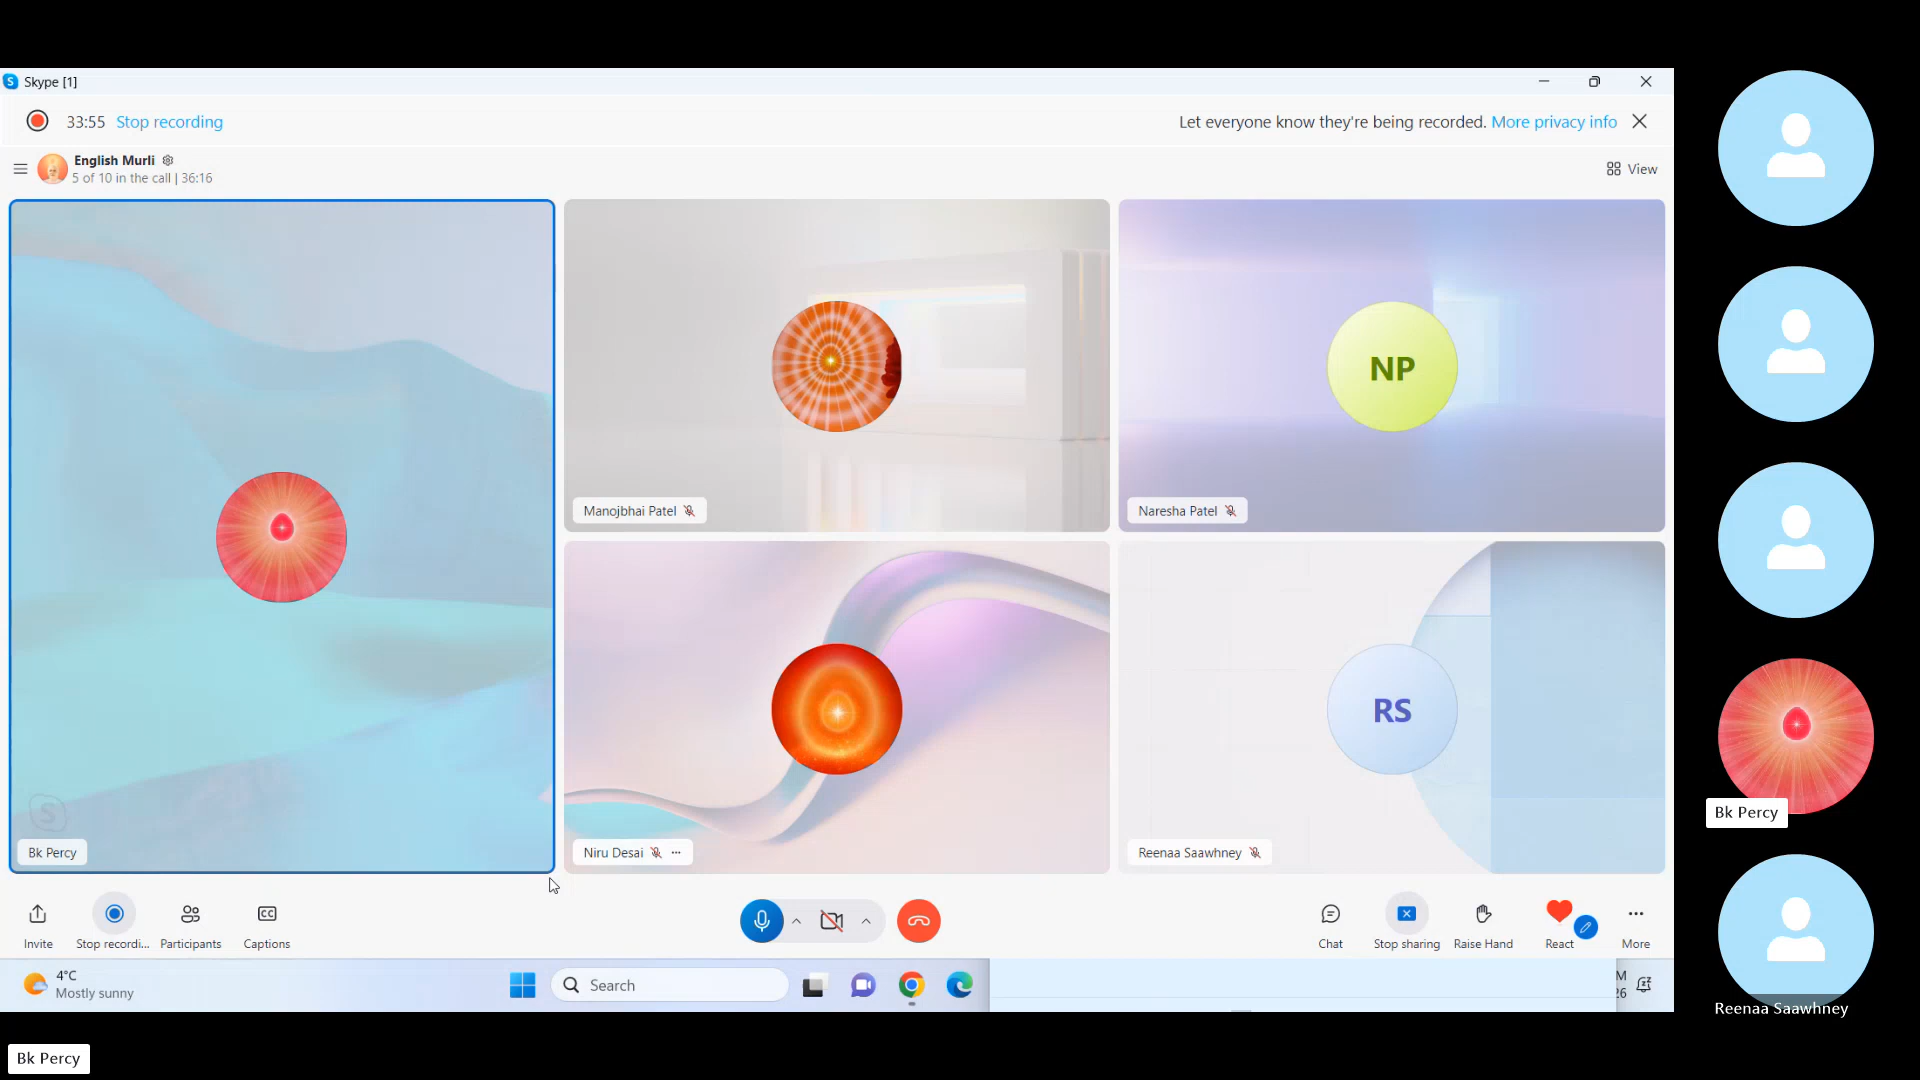 Skype [1]
33:55 Stop recording
Let everyone know they're being recorded. More privacy info
English Murli
5 of 10 in the call | 36:16
View
NP
Manojbhai Patel
Naresha Patel
RS
Bk Percy
Niru Desai
Reenaa Saawhney
Invite
Stop recordi...
Participants
Captions
Chat
Stop sharing
Raise Hand
React
More
4°C
Mostly sunny
Search
M
26
Bk Percy
Reenaa Saawhney
Bk Percy